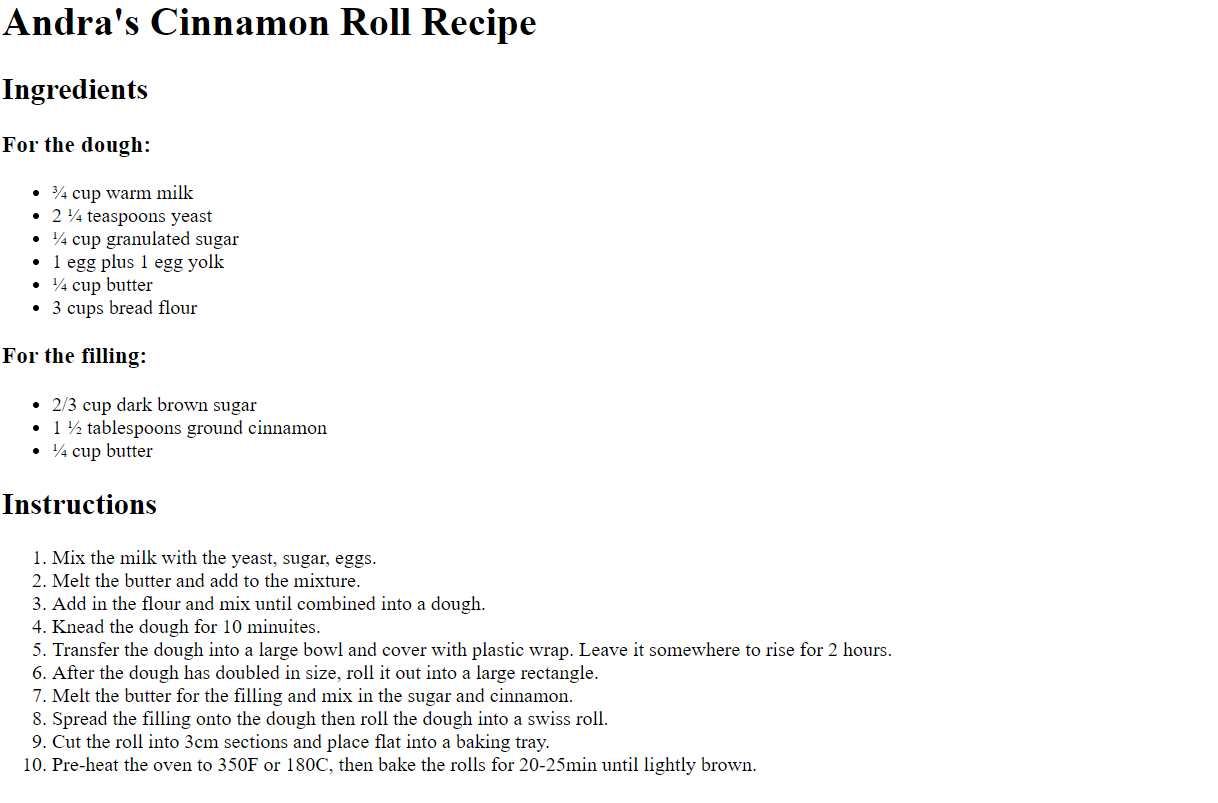 Andra's Cinnamon Roll Recipe
Ingredients
For the dough:
• ¾ cup warm milk
• 2 ¼ teaspoons yeast
• ¼ cup granulated sugar
• 1 egg plus 1 egg yolk
• ¼ cup butter
• 3 cups bread flour
For the filling:
• 2/3 cup dark brown sugar
• 1 ½ tablespoons ground cinnamon
• ¼ cup butter
Instructions
1. Mix the milk with the yeast, sugar, eggs.
2. Melt the butter and add to the mixture.
3. Add in the flour and mix until combined into a dough.
4. Knead the dough for 10 minuites.
5. Transfer the dough into a large bowl and cover with plastic wrap. Leave it somewhere to rise for 2 hours.
6. After the dough has doubled in size, roll it out into a large rectangle.
7. Melt the butter for the filling and mix in the sugar and cinnamon.
8. Spread the filling onto the dough then roll the dough into a swiss roll.
9. Cut the roll into 3cm sections and place flat into a baking tray.
10. Pre-heat the oven to 350F or 180C, then bake the rolls for 20-25min until lightly brown.